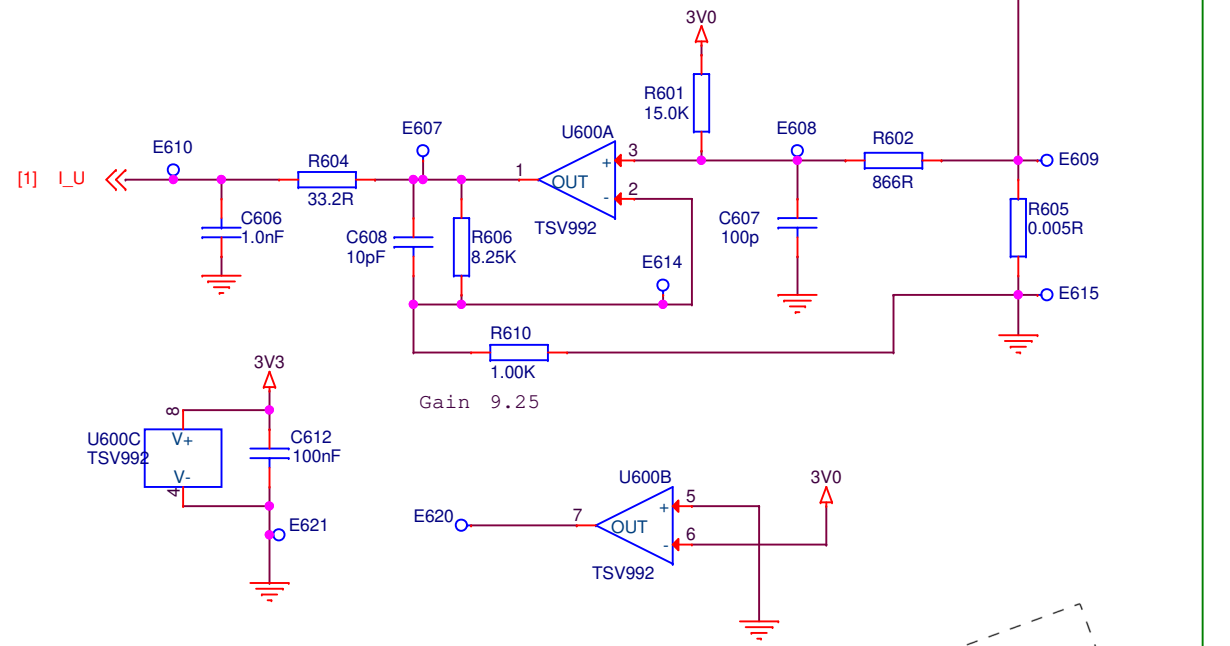 3V0
R601
15.0K
U600A
E607
E608
R602
E610
R604
1
3
+
OUT
2
-
E609
[1] I_U
33.2R
TSV992
C606
1.0nF
C608
10pF
R606
8.25K
C607
100p
R605
0.005R
E614
E615
R610
1.00K
Gain 9.25
3V3
8
U600C
TSV992
V+
V-
4
C612
100nF
E621
U600B
3V0
E620
7
5
+
OUT
6
-
TSV992